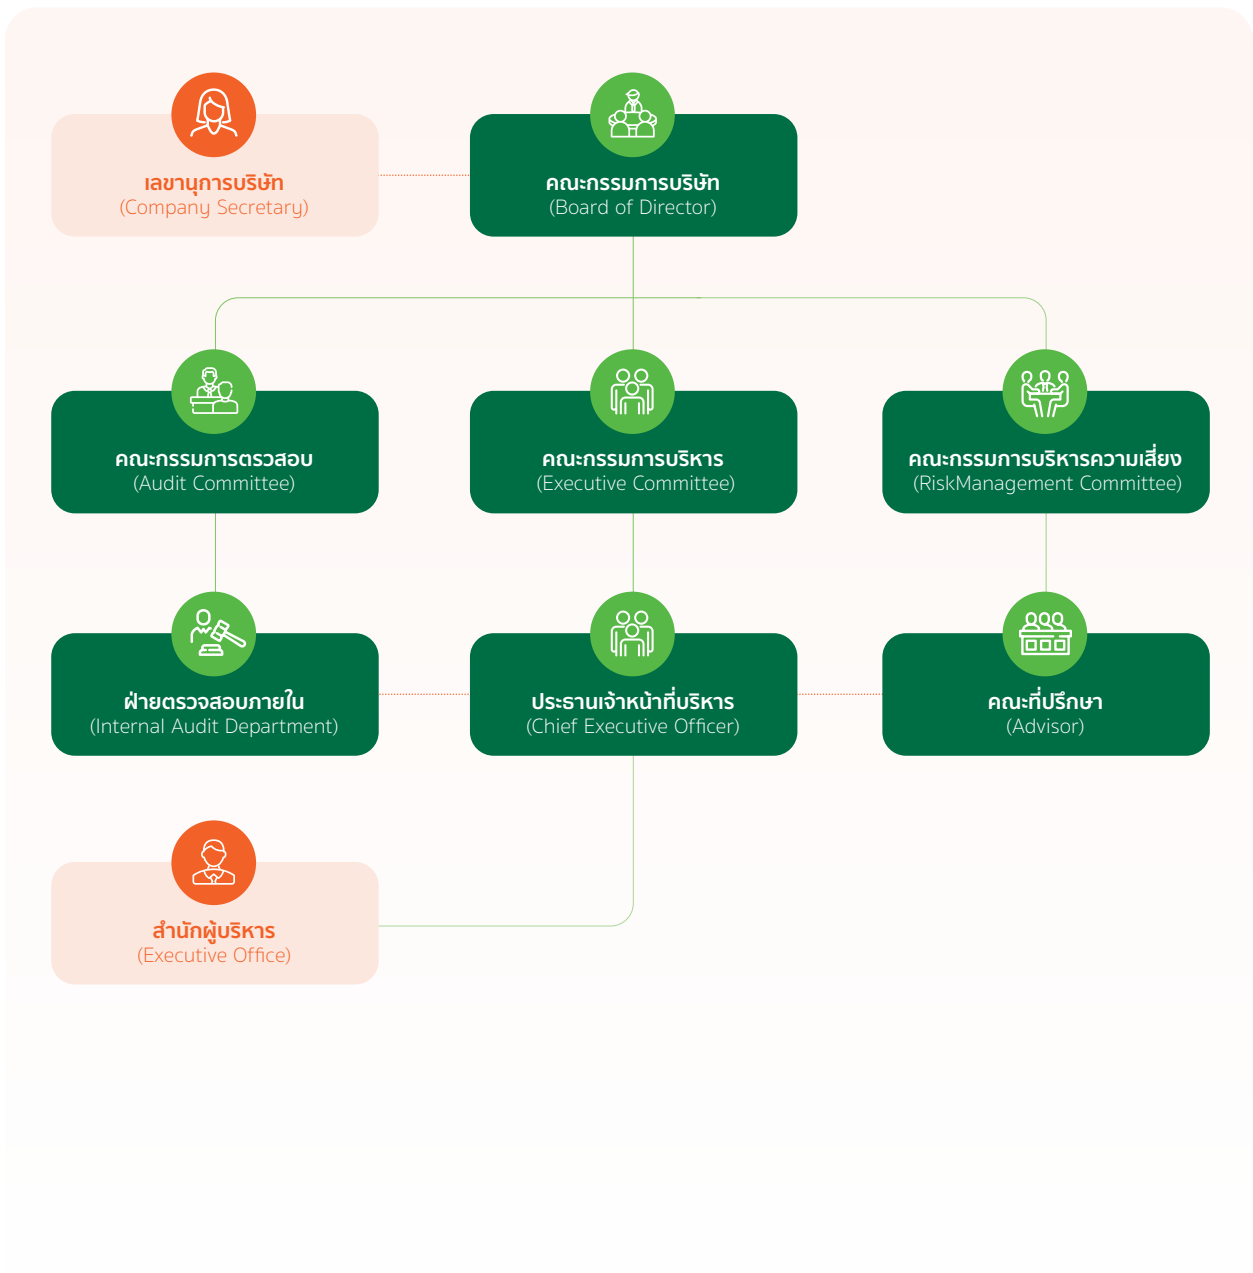 เลขานุการบริษัท
(Company Secretary)
คณะกรรมการบริษัท
(Board of Director)
คณะกรรมการตรวสอบ
(Audit Committee)
คณะกรรมการบริหาร
(Executive Committee)
คณะกรรมการบริหารความเสี่ยง
(RiskManagement Committee)
ฝ่ายตรวจสอบภายใน
(Internal Audit Department)
ประธานเจ้าหน้าที่บริหาร
(Chief Executive Officer)
คณะที่ปรึกษา
(Advisor)
สำนักผู้บริหาร
(Executive Office)